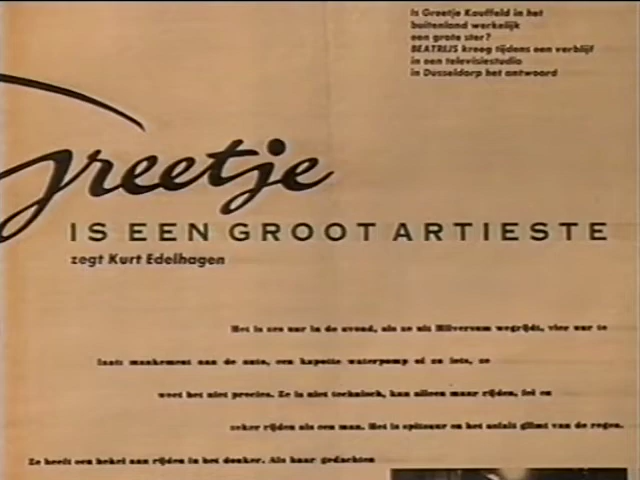 Is Greetje Kauffeld in het
buitenland werkelijk
een grote ster?
BEATRIJS kreeg tijdens een verblijf
in een televisiestudio
in Dusseldorp het antwoord
Greetje
IS EEN GROOT ARTIESTE
zegt Kurt Edelhagen
Het is zes uur in de avond, als ze uit Hilversum wegrijdt, vier uur te
laat: mankement aan de auto, een kapotte waterpomp of zo iets, ze
weet het niet precies. Ze is niet technisch, kan alleen maar rijden, fel en
zeker rijden als een man. Het is spitsuur en het asfalt glimt van de regen.
Ze heeft een hekel aan rijden in het donker. Als haar gedachten